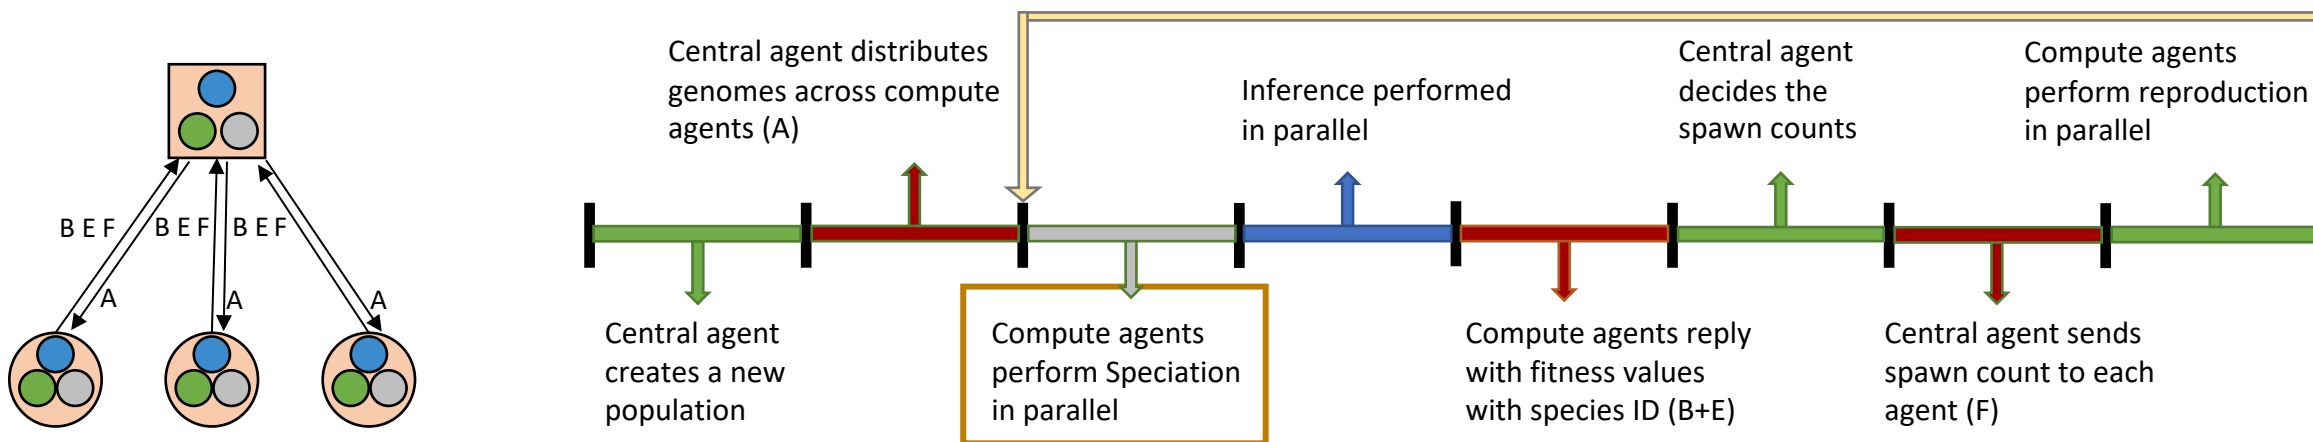 B E F
B E F
B E F
A
A
A
Central agent distributes
genomes across compute
agents (A)
Inference performed
in parallel
Central agent
decides the
spawn counts
Compute agents
perform reproduction
in parallel
Central agent
creates a new
population
Compute agents
perform Speciation
in parallel
Compute agents reply
with fitness values
with species ID (B+E)
Central agent sends
spawn count to each
agent (F)